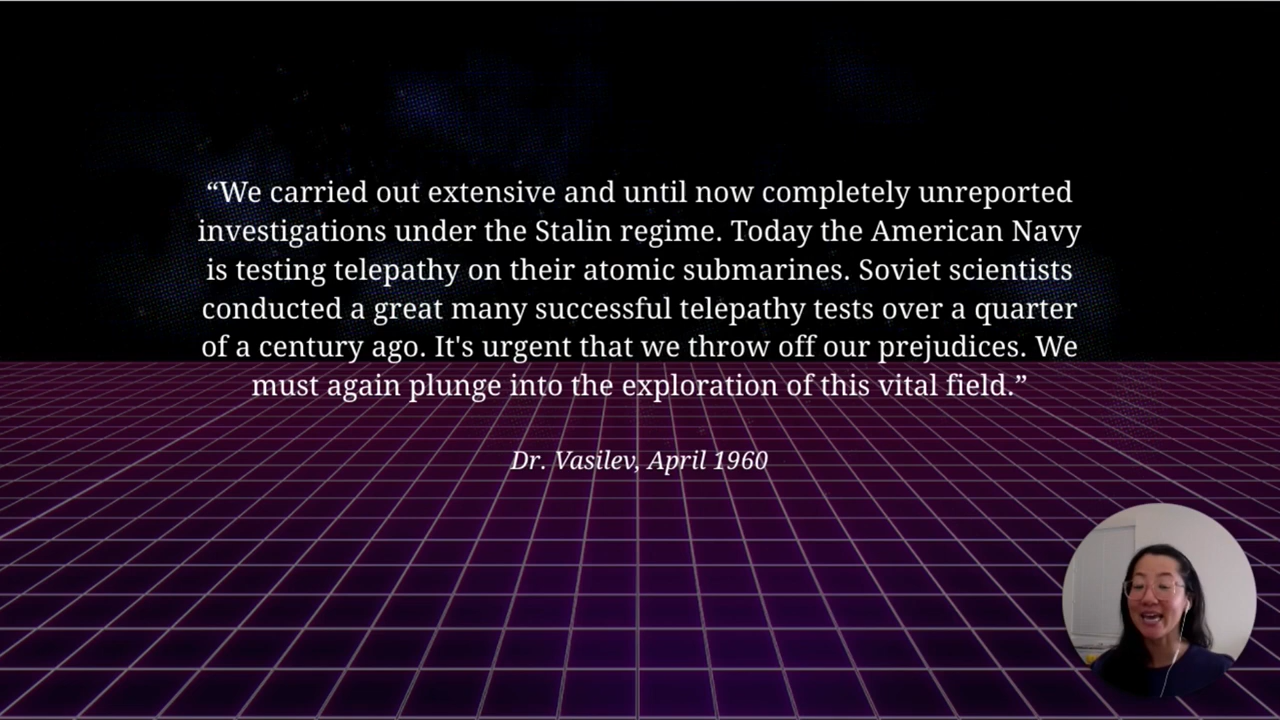 “We carried out extensive and until now completely unreported
investigations under the Stalin regime. Today the American Navy
is testing telepathy on their atomic submarines. Soviet scientists
conducted a great many successful telepathy tests over a quarter
of a century ago. It's urgent that we throw off our prejudices. We
must again plunge into the exploration of this vital field.”
Dr. Vasilev, April 1960